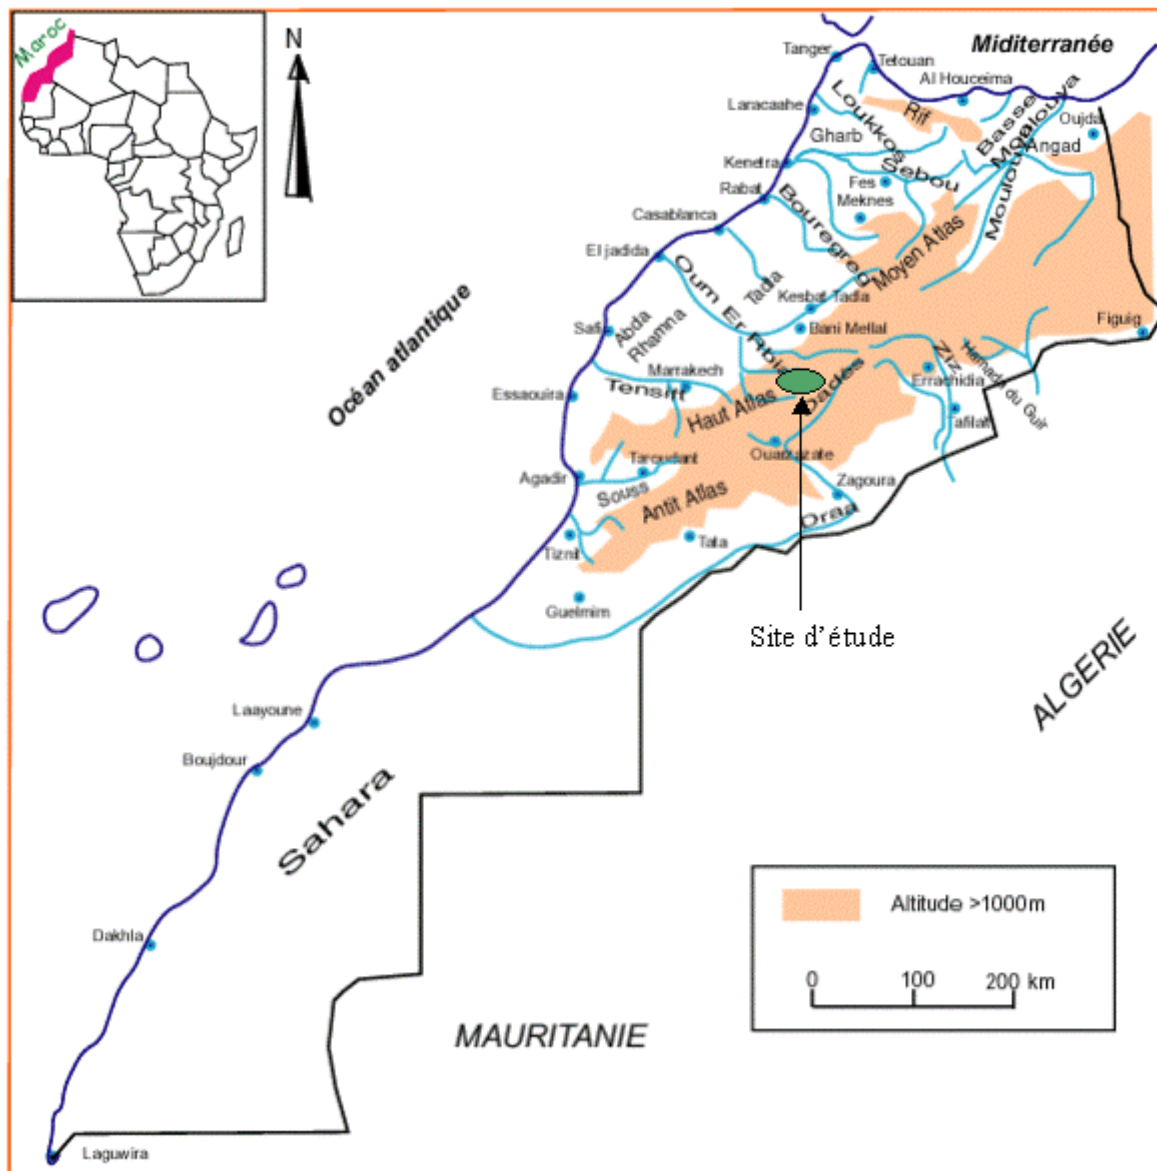 Maroc
N
Miditerranée
Tanger
Tetouan
Al Houceima
Laracaahe
Loukkos
Rif
Basse
Moulouya
Oujda
Gharb
Angad
Kenetra
Sebou
Fes
Rabat
Meknes
Bouregreg
Casablanca
Moyen Atlas
El jadida
Oum Er Rbia
Tadla
Kesbat Tadla
Océan atlantique
Safi
Abda
Rhamna
Bani Mellal
Figuig
Marrakech
Ziz
Hamada du Guir
Errachidia
Essaouira
Tensift
Haut Atlas
Dadès
Tafilat
Ouarzazate
Taroudant
Agadir
Souss
Antit Atlas
Zagoura
Draa
Tiznit
Tata
Guelmim
Site d'étude
ALGERIE
Laayoune
Boujdour
Sahara
Altitude >1000m
0 100 200 km
Dakhla
MAURITANIE
Laguwira